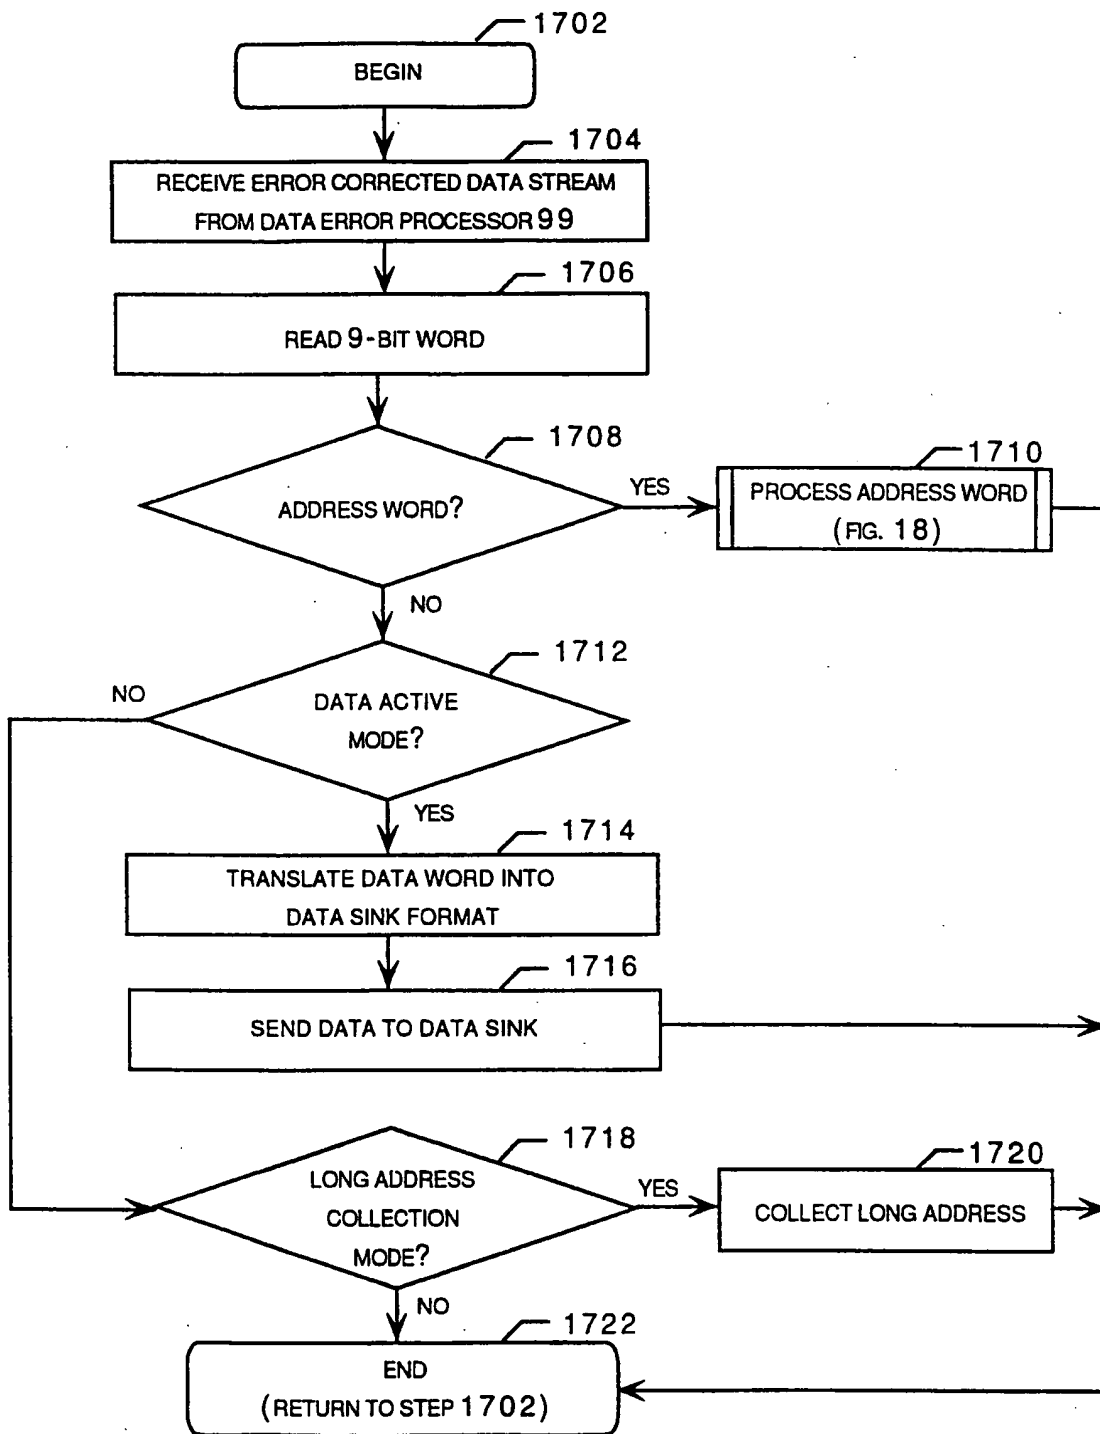 1702
BEGIN
1704
RECEIVE ERROR CORRECTED DATA STREAM
FROM DATA ERROR PROCESSOR 99
1706
READ 9-BIT WORD
1708
ADDRESS WORD?
YES
1710
PROCESS ADDRESS WORD
(FIG. 18)
NO
1712
NO
DATA ACTIVE
MODE?
YES
1714
TRANSLATE DATA WORD INTO
DATA SINK FORMAT
1716
SEND DATA TO DATA SINK
1718
LONG ADDRESS
COLLECTION
MODE?
YES
1720
COLLECT LONG ADDRESS
NO
1722
END
(RETURN TO STEP 1702)